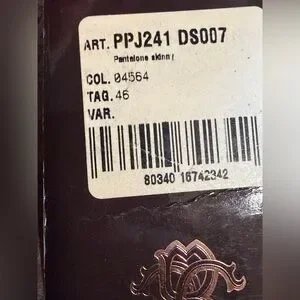 ART. PPJ241 DS007
Pantalone skinny
COL. 04564
TAG. 46
VAR.
80340 16742342